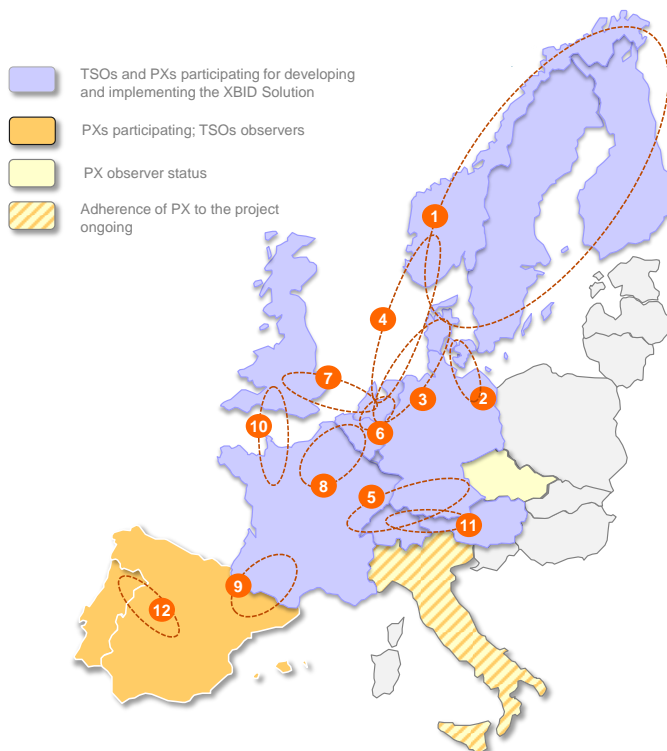 TSOs and PXs participating for developing
and implementing the XBID Solution
PXs participating; TSOs observers
PX observer status
Adherence of PX to the project
ongoing
1
4
7
3
2
10
6
8
5
11
9
12